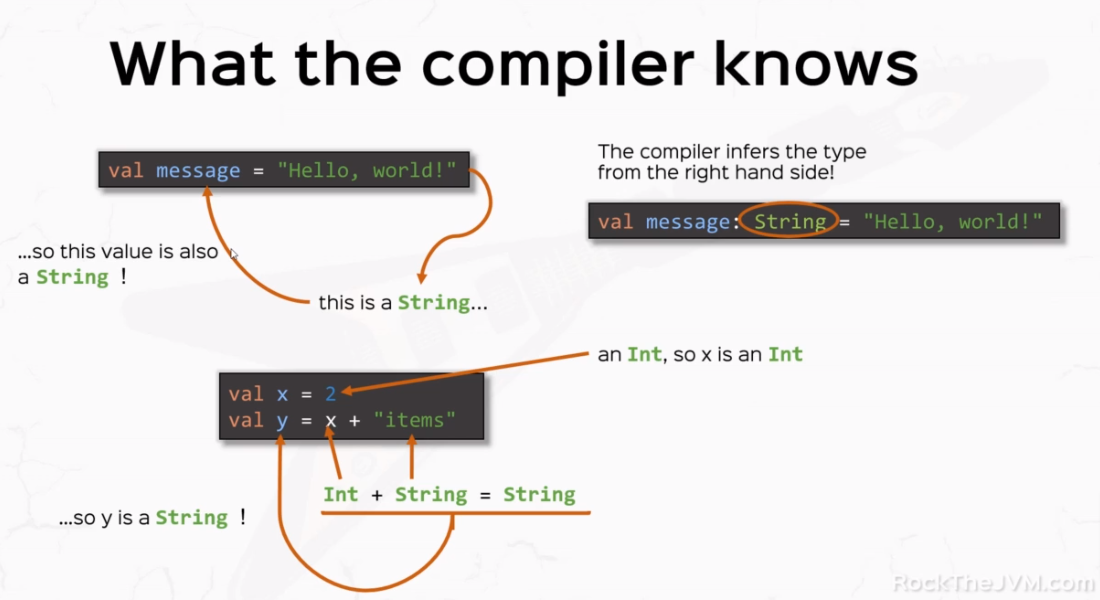 What the compiler knows
val message = "Hello, world!"
...so this value is also
a String !
this is a String...
The compiler infers the type
from the right hand side!
val message: String = "Hello, world!"
an Int, so x is an Int
val x = 2
val y = x + "items"
Int + String = String
...so y is a String !
RockTheJVM.com